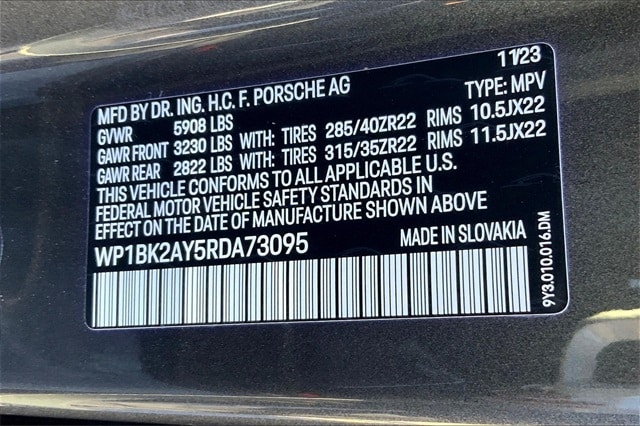 11/23
MFD BY DR. ING. H.C. F. PORSCHE AG
GVWR 5908 LBS TYPE: MPV
GAWR FRONT 3230 LBS WITH: TIRES 285/40ZR22 RIMS 10.5JX22
GAWR REAR 2822 LBS WITH: TIRES 315/35ZR22 RIMS 11.5JX22
THIS VEHICLE CONFORMS TO ALL APPLICABLE U.S.
FEDERAL MOTOR VEHICLE SAFETY STANDARDS IN
EFFECT ON THE DATE OF MANUFACTURE SHOWN ABOVE
WP1BK2AY5RDA73095 MADE IN SLOVAKIA
9Y3.010.016.DM